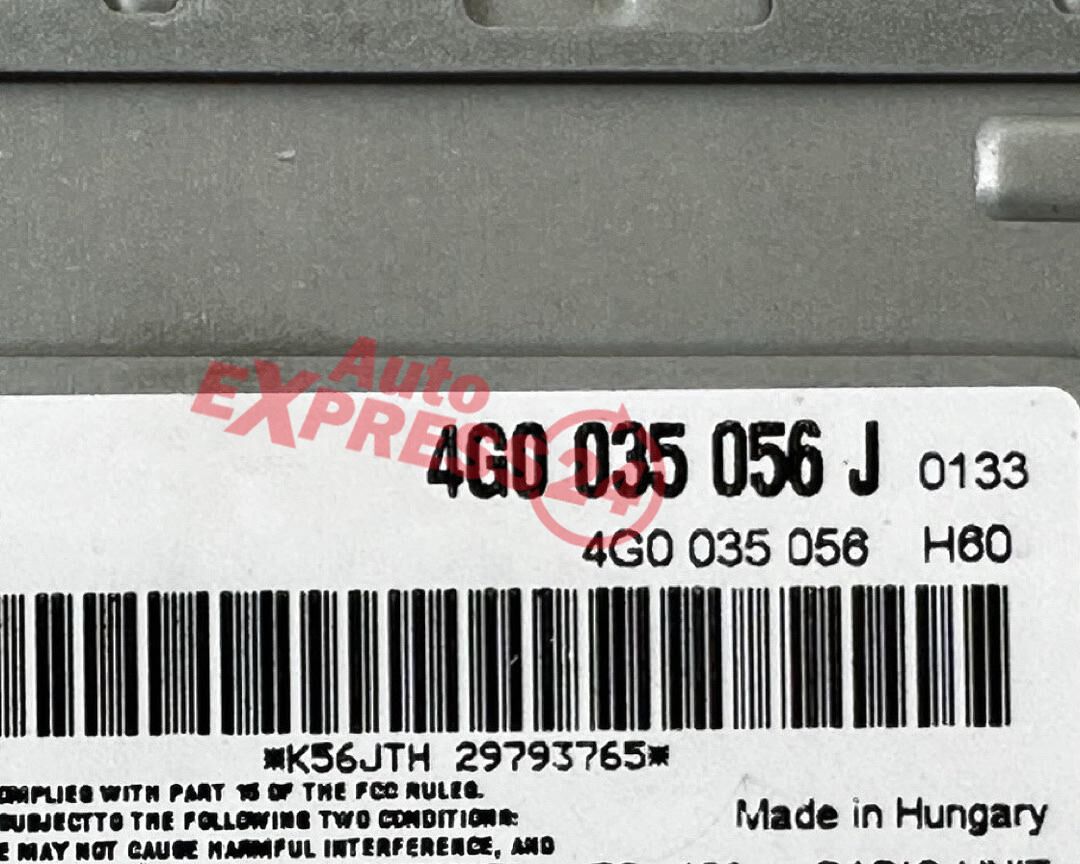 Auto
EXPRESS 24
4G0 035 056 J 0133
4G0 035 056 H60
*K56JTH 29793765*
OMPLIES WITH PART 15 OF THE FCC RULES.
SUBJECTTO THE FOLLOWING TWO CONDITIONS:
E MAY NOT CAUSE HARMFUL INTERFERENCE, AND
Made in Hungary